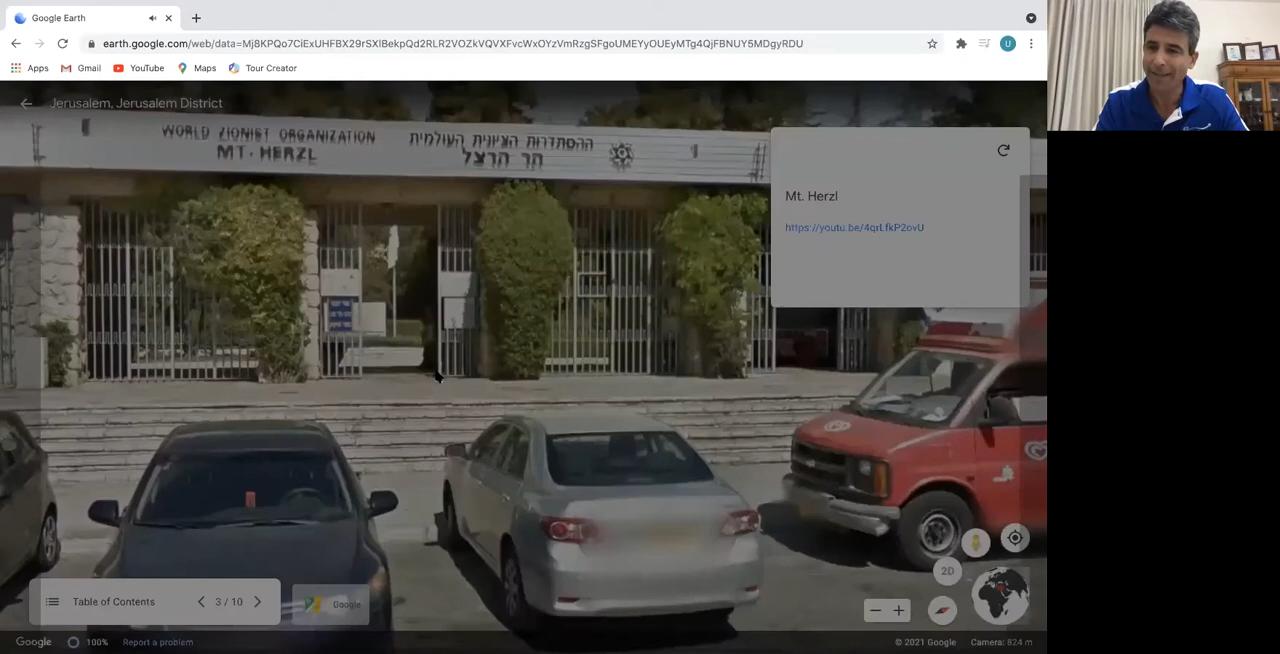 Google Earth
earth.google.com/web/data=Mj8KPQo7CiExUHFBX29rSXlBekpQd2RLR2VOZkVQVXFvcWxOYzVmRzgSFgoUMEYyOUEyMTg4QjFBNUY5MDgyRDU
Apps
Gmail
YouTube
Maps
Tour Creator
U
Jerusalem, Jerusalem District
WORLD ZIONIST ORGANIZATION
MT. HERZL
ההסתדרות הציונית העולמית
הר הרצל
Mt. Herzl
https://youtu.be/4qrLfkP2ovU
2D
Table of Contents
3 / 10
Google
Google
100%
Report a problem
© 2021 Google
Camera: 824 m